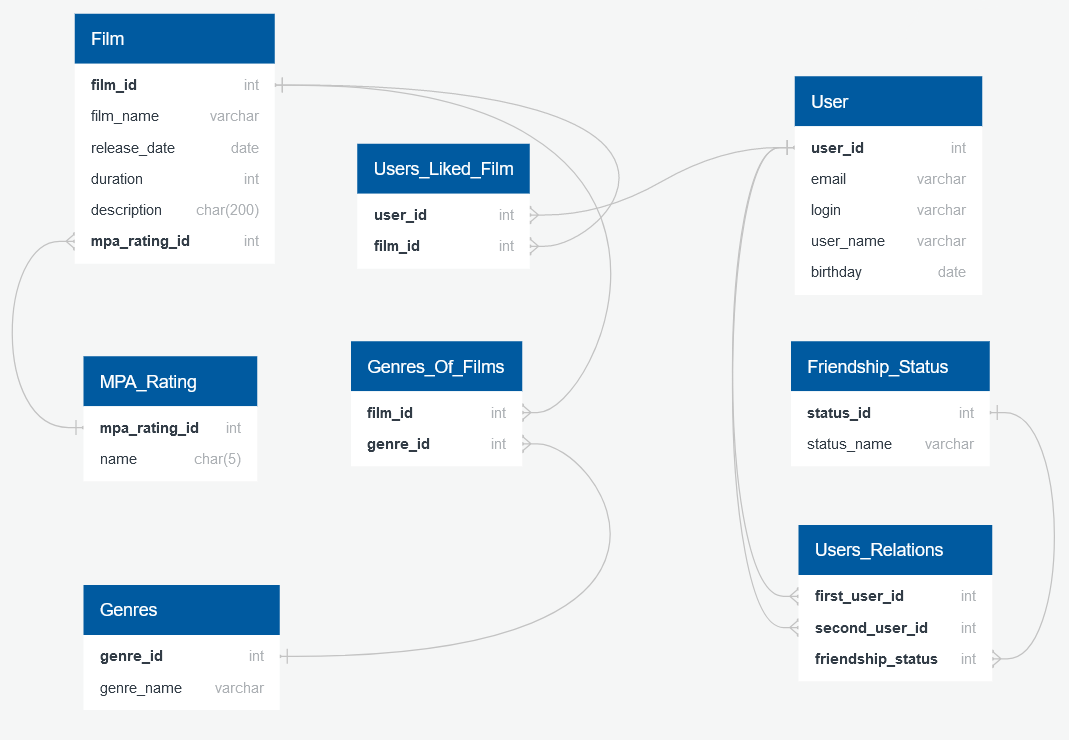 Film
film_id int
film_name varchar
release_date date
duration int
description char(200)
mpa_rating_id int
Users_Liked_Film
user_id int
film_id int
User
user_id int
email varchar
login varchar
user_name varchar
birthday date
MPA_Rating
mpa_rating_id int
name char(5)
Genres_Of_Films
film_id int
genre_id int
Friendship_Status
status_id int
status_name varchar
Genres
genre_id int
genre_name varchar
Users_Relations
first_user_id int
second_user_id int
friendship_status int